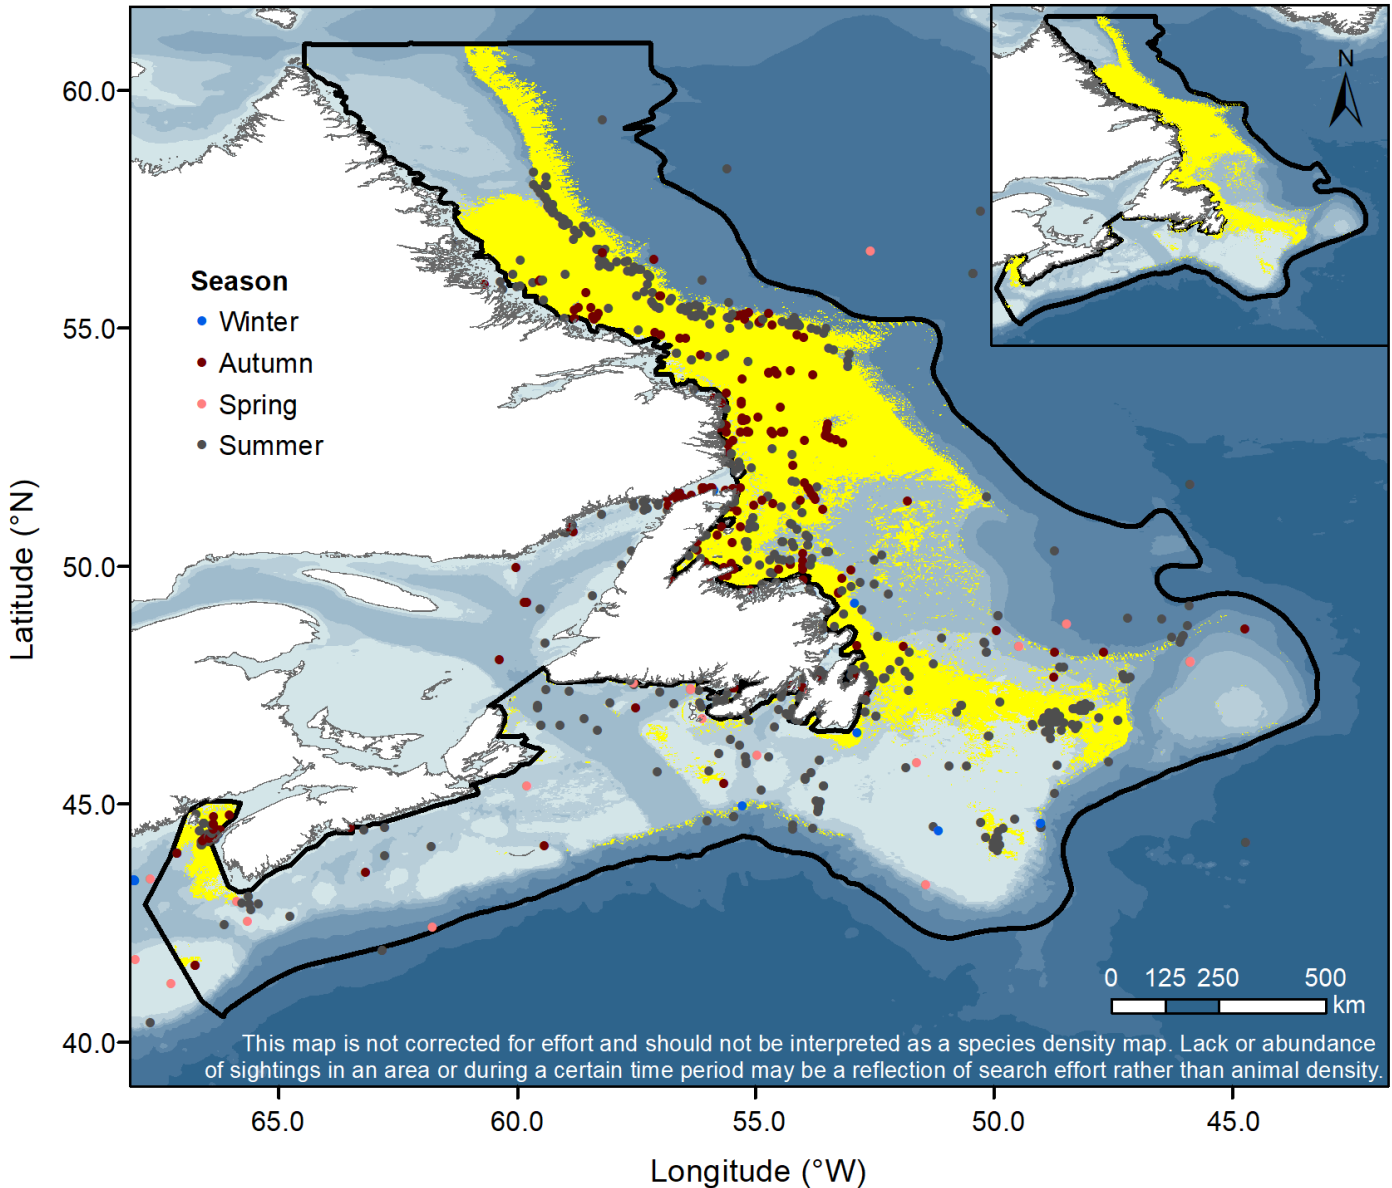 N
60.0
55.0
50.0
45.0
40.0
Latitude (°N)
Season
Winter
Autumn
Spring
Summer
0 125 250 500
km
This map is not corrected for effort and should not be interpreted as a species density map. Lack or abundance
of sightings in an area or during a certain time period may be a reflection of search effort rather than animal density.
65.0 60.0 55.0 50.0 45.0
Longitude (°W)